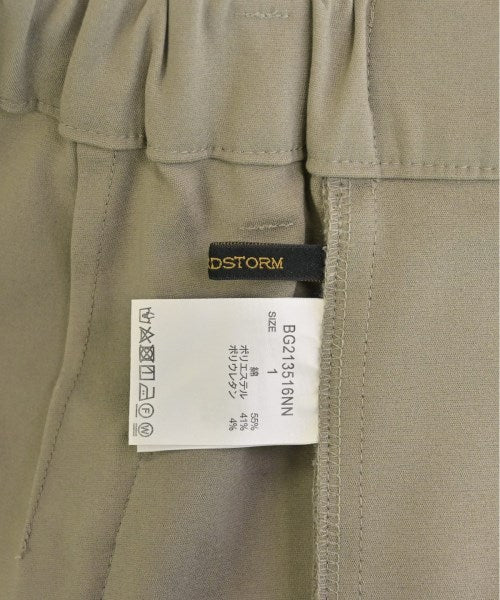 DSTORM
BG213516NN
SIZE 1
綿 55%
ポリエステル 41%
ポリウレタン 4%
F
W